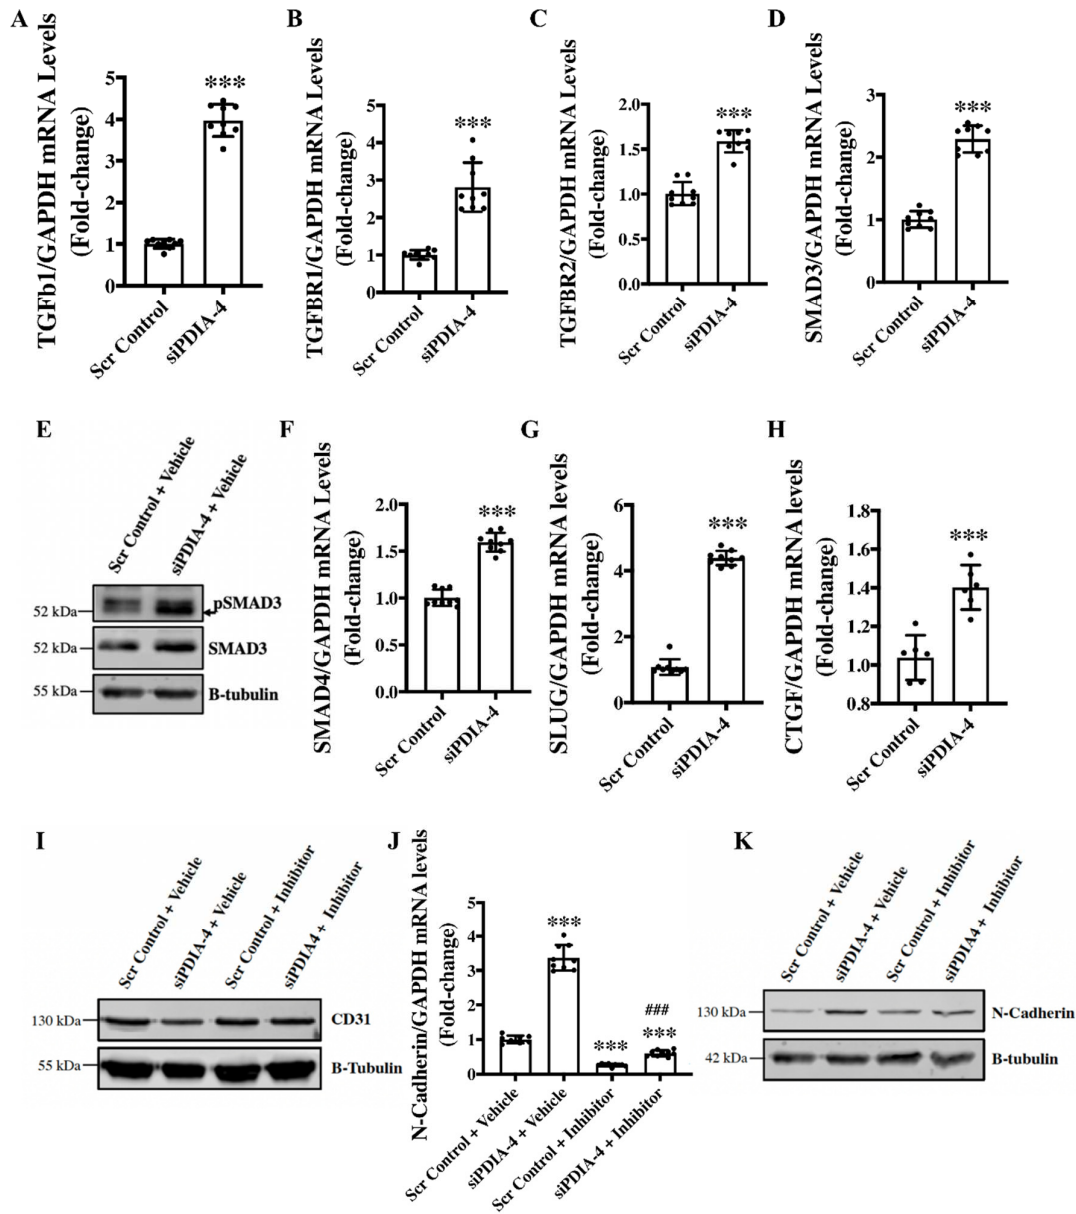 A
TGFb1/GAPDH mRNA Levels
(Fold-change)
5
4
3
2
1
0
***
Scr Control
siPDIA-4
B
TGFBR1/GAPDH mRNA Levels
(Fold-change)
5
4
3
2
1
0
***
Scr Control
siPDIA-4
C
TGFBR2/GAPDH mRNA Levels
(Fold-change)
2.0
1.5
1.0
0.5
0.0
***
Scr Control
siPDIA-4
D
SMAD3/GAPDH mRNA Levels
(Fold-change)
3
2
1
0
***
Scr Control
siPDIA-4
E
Scr Control + Vehicle
siPDIA-4 + Vehicle
52 kDa
pSMAD3
52 kDa
SMAD3
55 kDa
B-tubulin
F
SMAD4/GAPDH mRNA Levels
(Fold-change)
2.0
1.5
1.0
0.5
0.0
***
Scr Control
siPDIA-4
G
SLUG/GAPDH mRNA levels
(Fold-change)
6
4
2
0
***
Scr Control
siPDIA-4
H
CTGF/GAPDH mRNA levels
(Fold-change)
1.8
1.6
1.4
1.2
1.0
0.8
***
Scr Control
siPDIA-4
I
Scr Control + Vehicle
siPDIA-4 + Vehicle
Scr Control + Inhibitor
siPDIA4 + Inhibitor
130 kDa
CD31
55 kDa
B-Tubulin
J
N-Cadherin/GAPDH mRNA levels
(Fold-change)
5
4
3
2
1
0
***
***
###
***
Scr Control + Vehicle
siPDIA-4 + Vehicle
Scr Control + Inhibitor
siPDIA-4 + Inhibitor
K
Scr Control + Vehicle
siPDIA-4 + Vehicle
Scr Control + Inhibitor
siPDIA4 + Inhibitor
130 kDa
N-Cadherin
42 kDa
B-tubulin